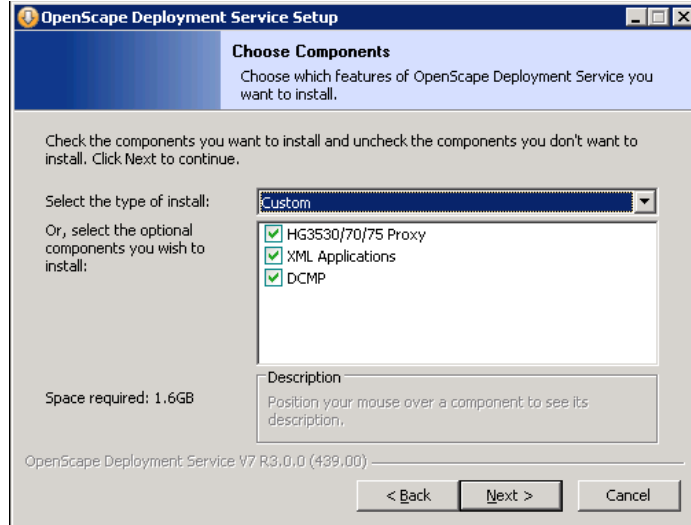 OpenScape Deployment Service Setup
Choose Components
Choose which features of OpenScape Deployment Service you
want to install.
Check the components you want to install and uncheck the components you don't want to
install. Click Next to continue.
Select the type of install:
Custom
Or, select the optional
components you wish to
install:
HG3530/70/75 Proxy
XML Applications
DCMP
Space required: 1.6GB
Description
Position your mouse over a component to see its
description.
OpenScape Deployment Service V7 R3.0.0 (439.00)
< Back
Next >
Cancel